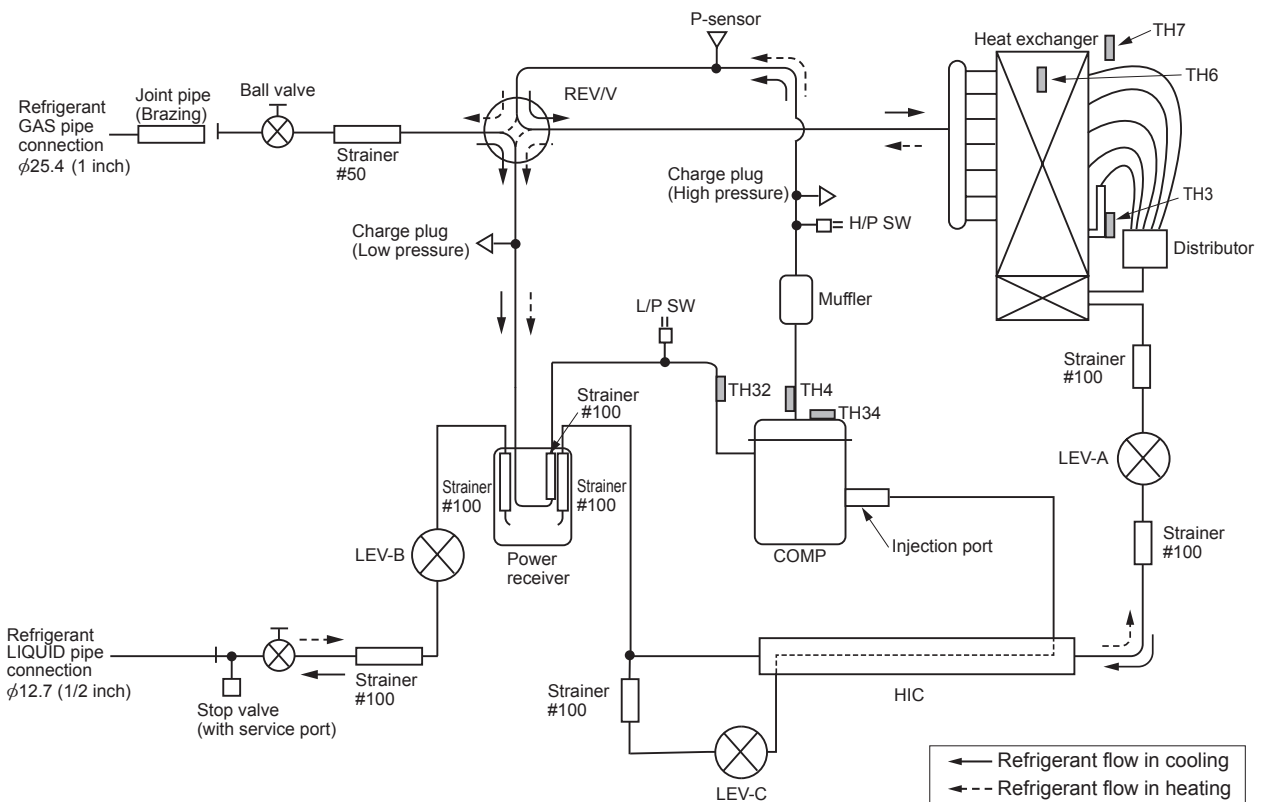 P-sensor
TH7
Heat exchanger
TH6
Refrigerant
GAS pipe
connection
ϕ25.4 (1 inch)
Joint pipe
(Brazing)
Ball valve
REV/V
Strainer
#50
Charge plug
(High pressure)
TH3
H/P SW
Charge plug
(Low pressure)
Distributor
Muffler
L/P SW
Strainer
#100
TH32
TH4
TH34
Strainer
#100
LEV-A
Strainer
#100
Strainer
#100
Strainer
#100
LEV-B
Power
receiver
COMP
Injection port
Refrigerant
LIQUID pipe
connection
ϕ12.7 (1/2 inch)
Strainer
#100
Stop valve
(with service port)
Strainer
#100
HIC
LEV-C
Refrigerant flow in cooling
Refrigerant flow in heating